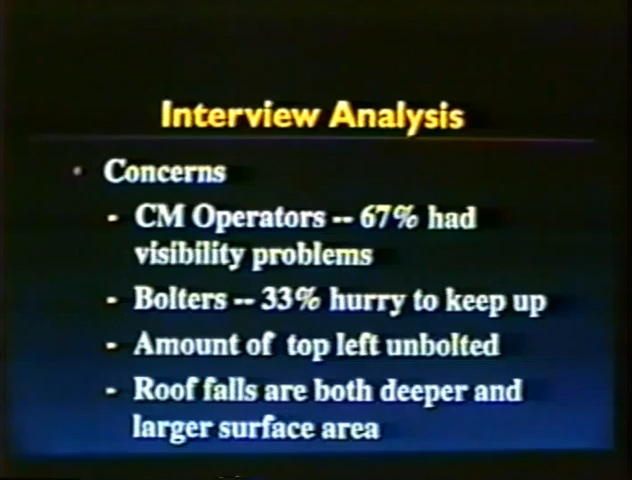 Interview Analysis
• Concerns
- CM Operators -- 67% had
visibility problems
- Bolters -- 33% hurry to keep up
- Amount of top left unbolted
- Roof falls are both deeper and
larger surface area